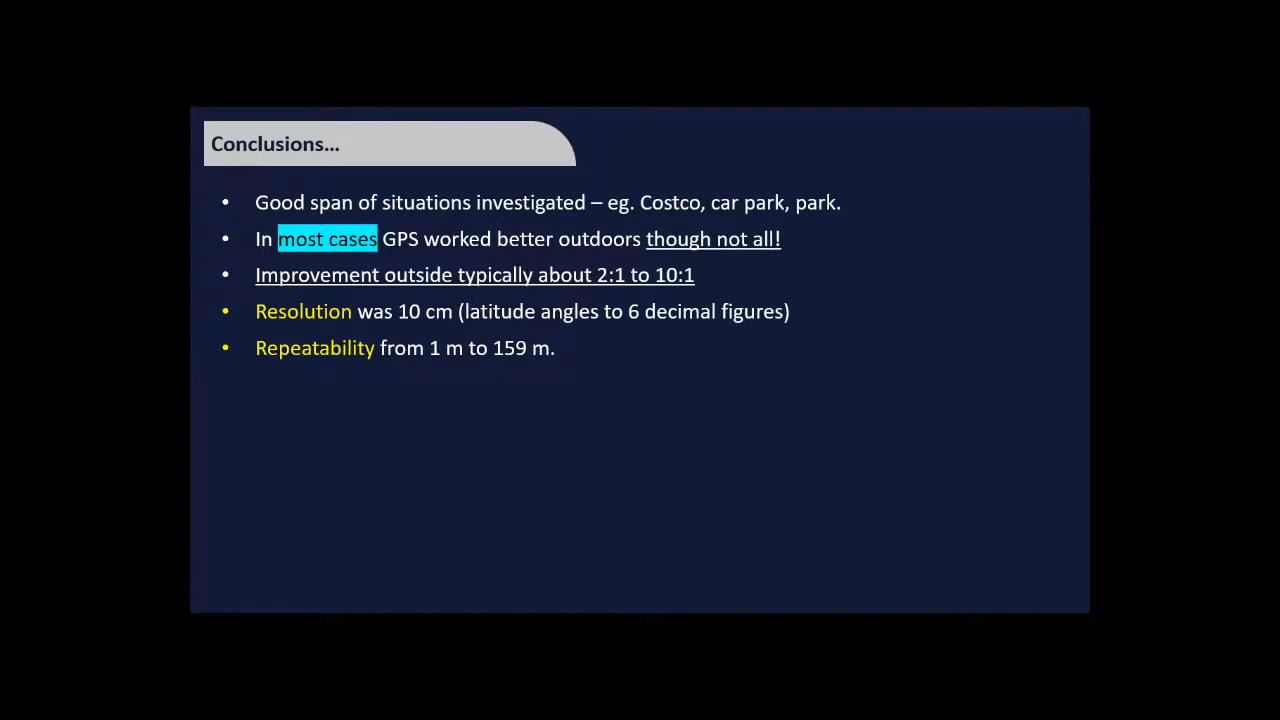 Conclusions...
• Good span of situations investigated – eg. Costco, car park, park.
• In most cases GPS worked better outdoors though not all!
• Improvement outside typically about 2:1 to 10:1
• Resolution was 10 cm (latitude angles to 6 decimal figures)
• Repeatability from 1 m to 159 m.